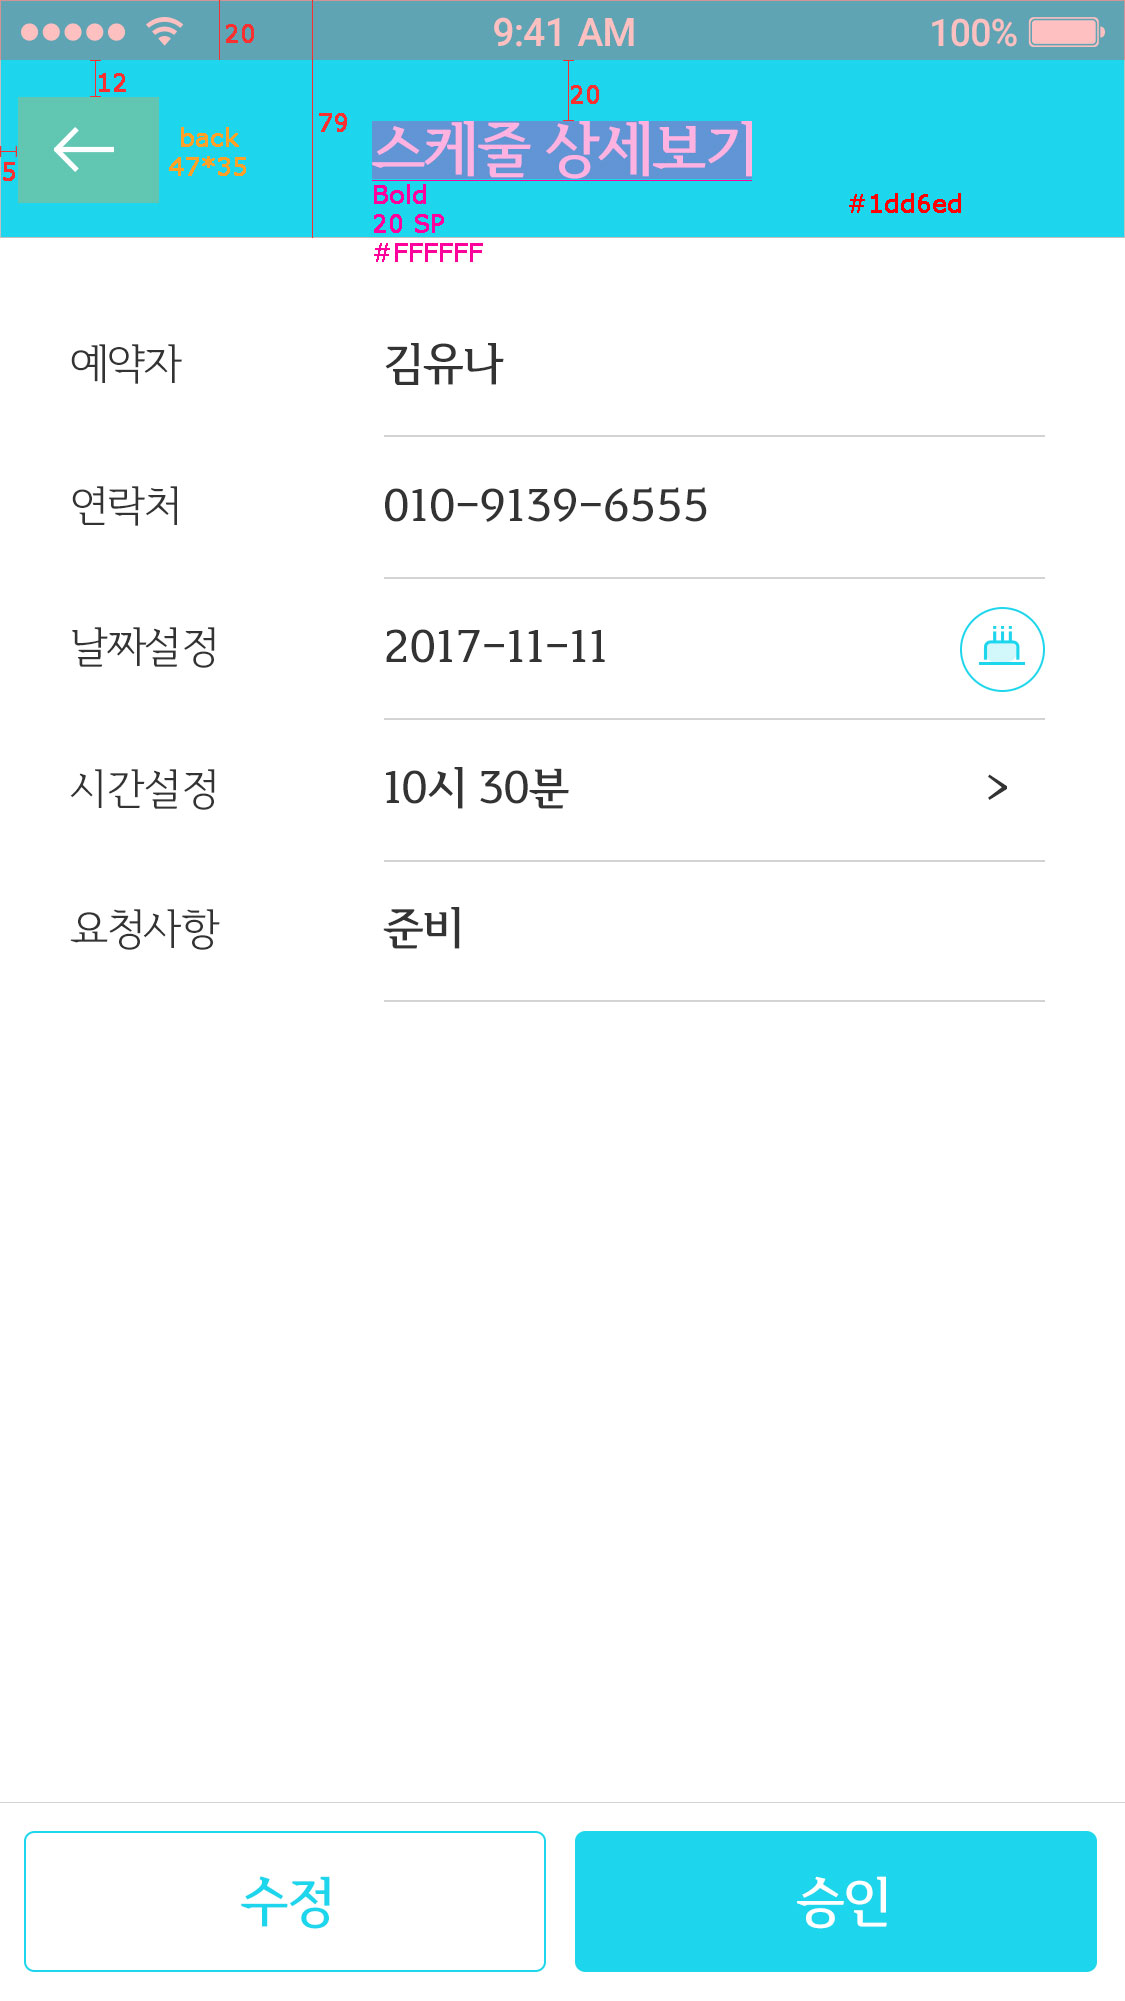 20
9:41 AM
100%
12
20
79
back
47*35
5
스케줄 상세보기
Bold
20 SP
#FFFFFF
#1dd6ed
예약자 김유나
연락처 010-9139-6555
날짜설정 2017-11-11
시간설정 10시 30분 >
요청사항 준비
수정
승인